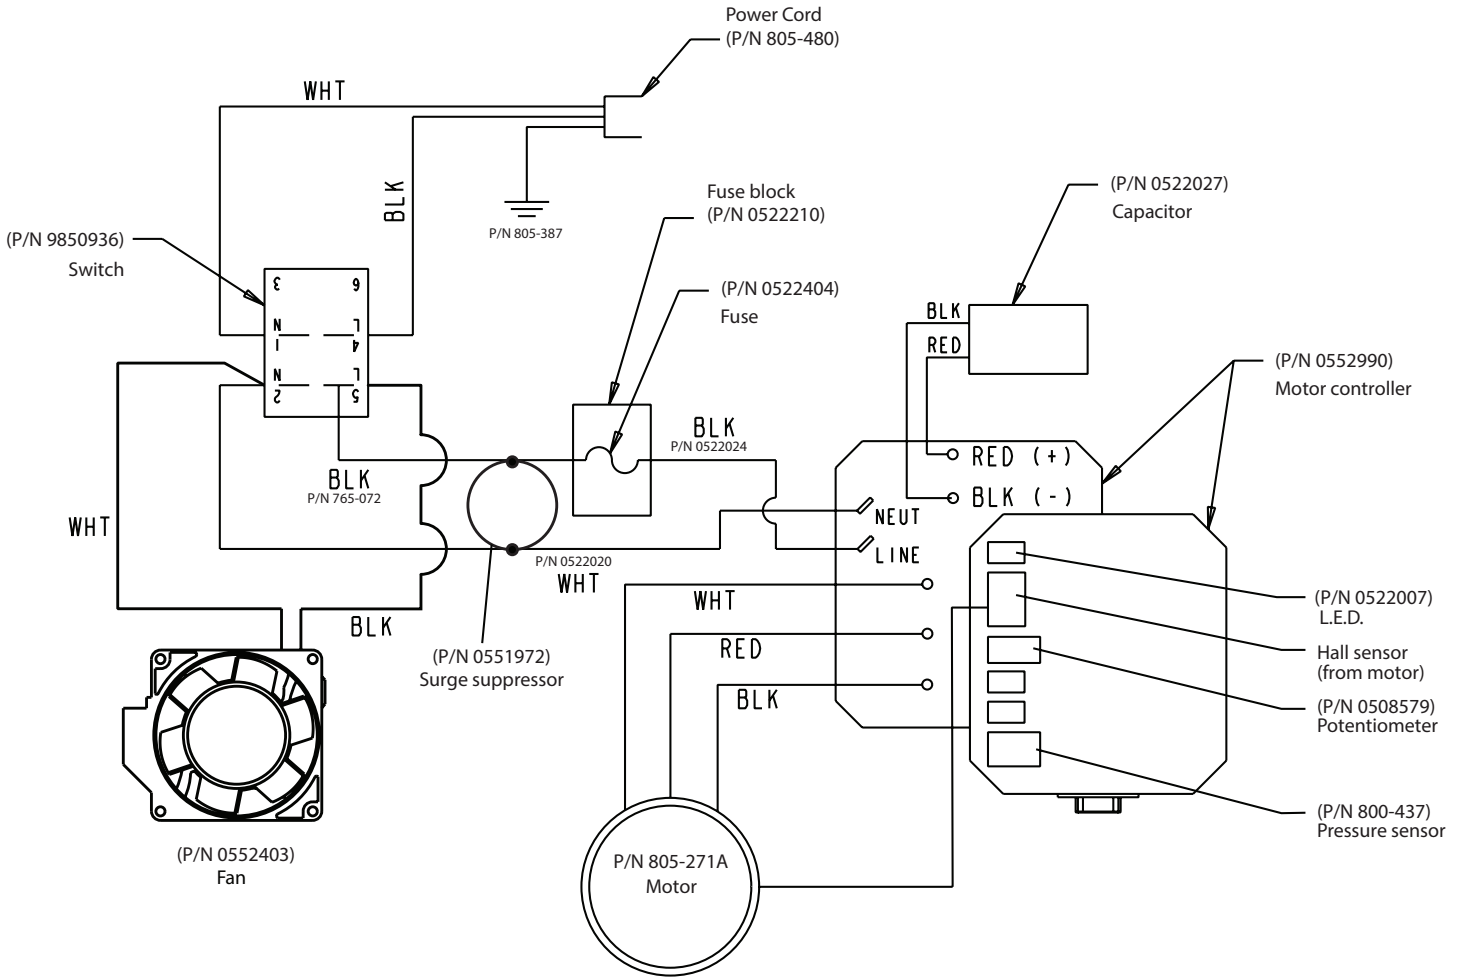 Power Cord
(P/N 805-480)
WHT
BLK
P/N 805-387
Fuse block
(P/N 0522210)
(P/N 0522027)
Capacitor
(P/N 9850936)
Switch
3 6
N L
1 4
N L
2 5
(P/N 0522404)
Fuse
BLK
RED
(P/N 0552990)
Motor controller
BLK
P/N 0522024
RED (+)
BLK (-)
BLK
P/N 765-072
NEUT
LINE
WHT
P/N 0522020
WHT
WHT
RED
BLK
BLK
(P/N 0551972)
Surge suppressor
(P/N 0522007)
L.E.D.
Hall sensor
(from motor)
(P/N 0508579)
Potentiometer
(P/N 800-437)
Pressure sensor
(P/N 0552403)
Fan
P/N 805-271A
Motor